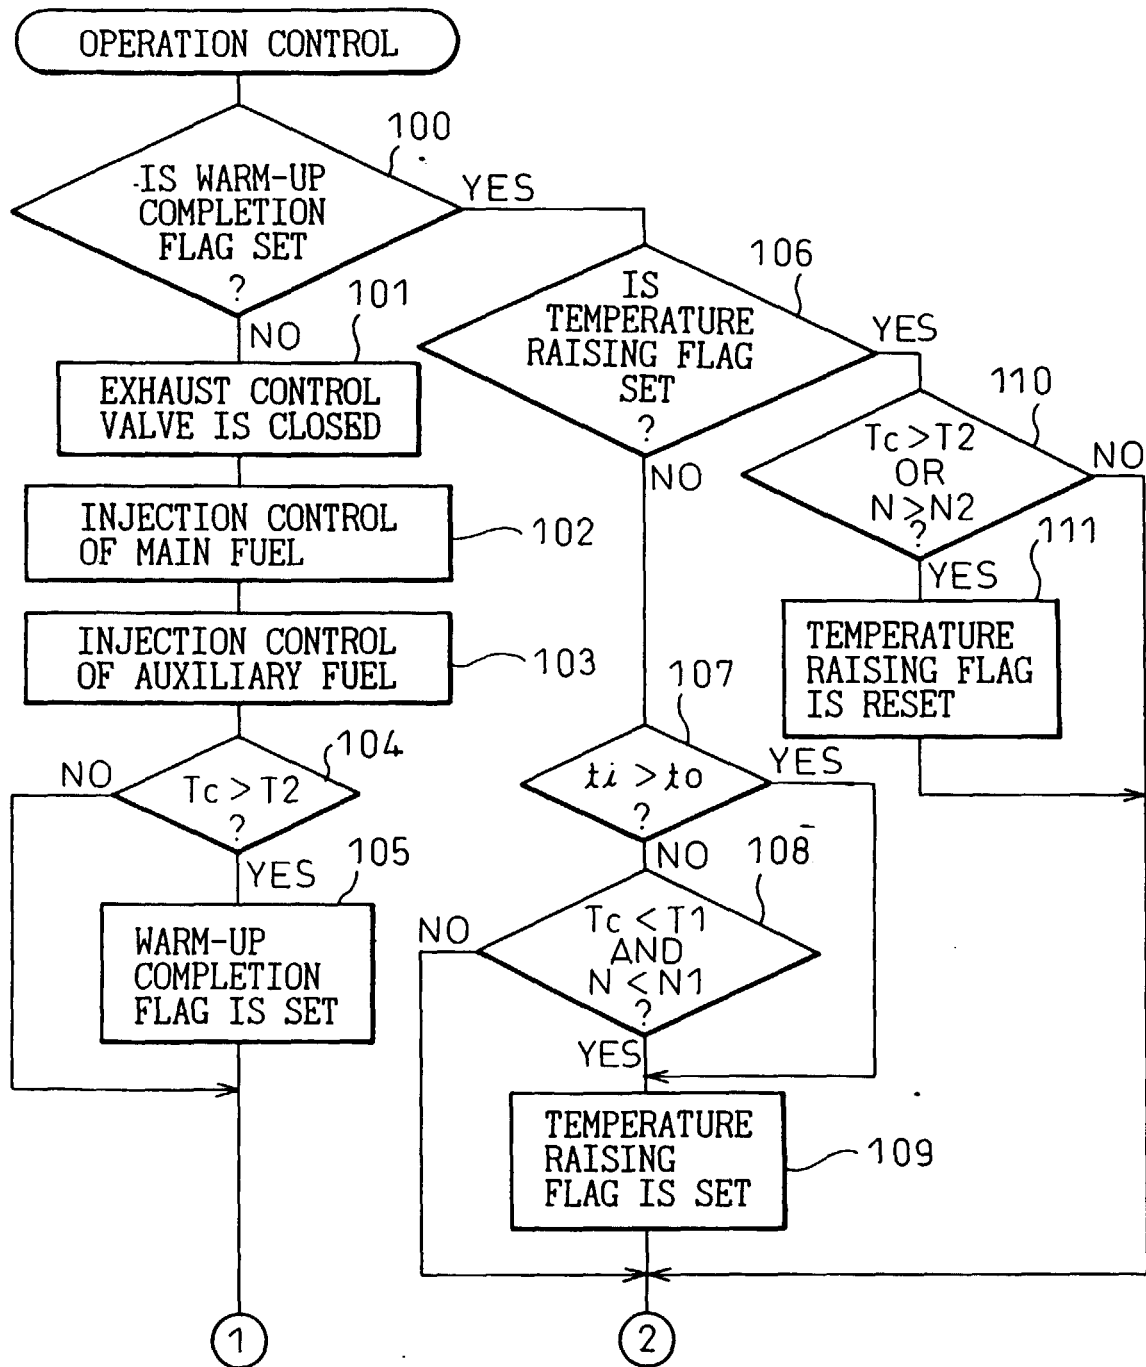 OPERATION CONTROL
100
IS WARM-UP
COMPLETION
FLAG SET
?
YES
NO
101
EXHAUST CONTROL
VALVE IS CLOSED
INJECTION CONTROL
OF MAIN FUEL
102
INJECTION CONTROL
OF AUXILIARY FUEL
103
104
NO
Tc > T2
?
YES
105
WARM-UP
COMPLETION
FLAG IS SET
1
106
IS
TEMPERATURE
RAISING FLAG
SET
?
YES
NO
110
Tc > T2
OR
N > N2
?
NO
YES
111
TEMPERATURE
RAISING FLAG
IS RESET
107
ti > to
?
YES
NO
108
NO
Tc < T1
AND
N < N1
?
YES
TEMPERATURE
RAISING
FLAG IS SET
109
2